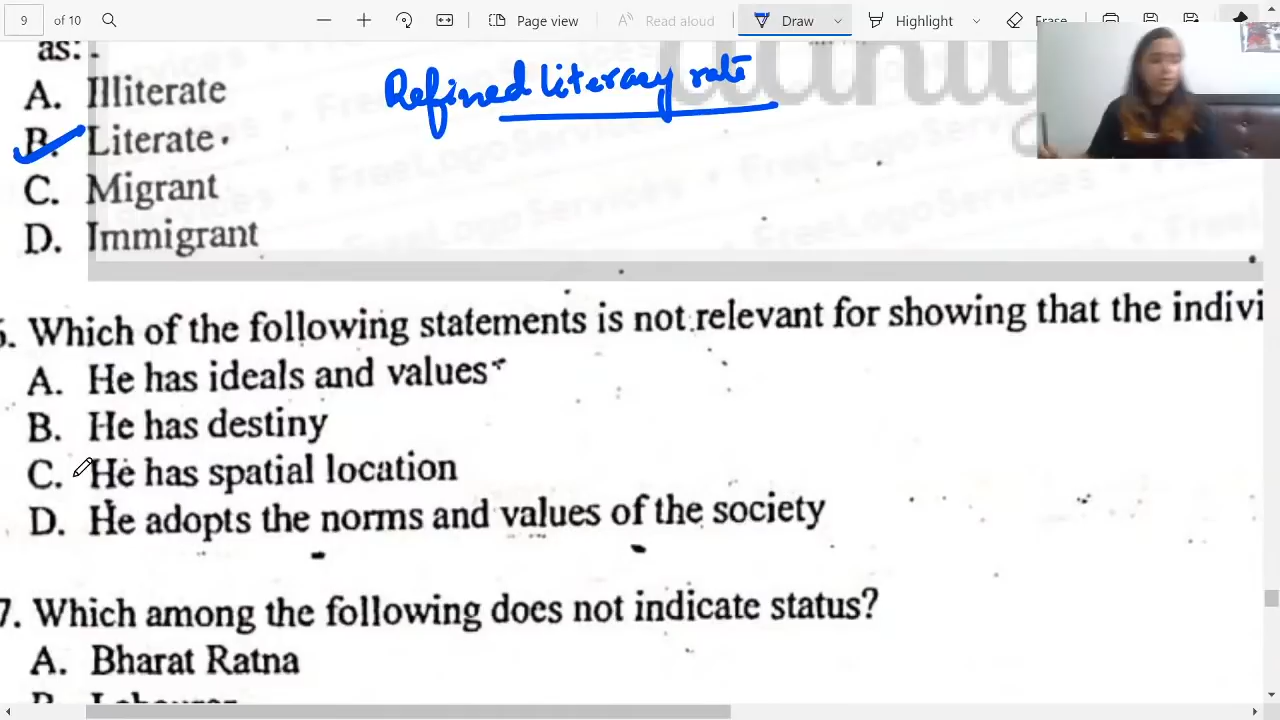 9 of 10 Page view Read aloud Draw Highlight Erase
as:
A. Illiterate
Refined literacy rate
B. Literate
C. Migrant
D. Immigrant
6. Which of the following statements is not relevant for showing that the indivi
A. He has ideals and values
B. He has destiny
C. He has spatial location
D. He adopts the norms and values of the society
7. Which among the following does not indicate status?
A. Bharat Ratna
B. Labourer